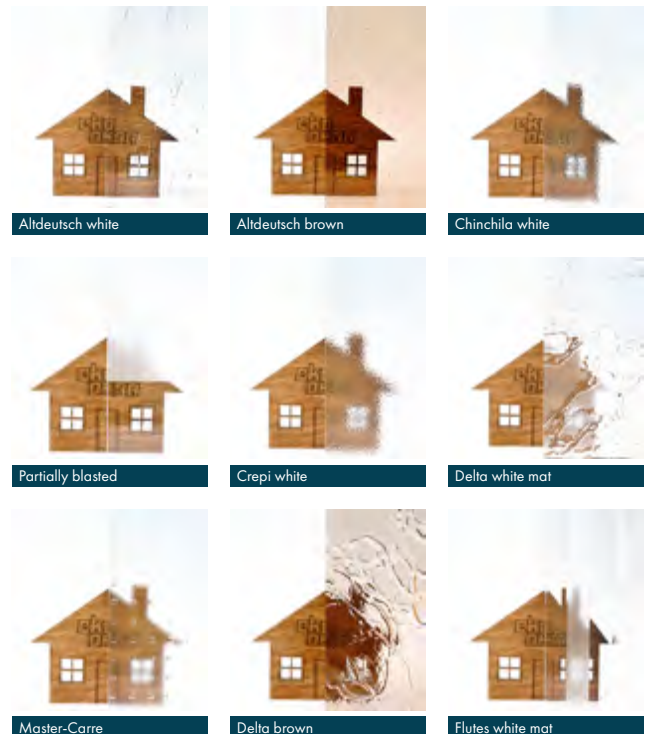 Altdeutsch white
Altdeutsch brown
Chinchila white
Partially blasted
Crepi white
Delta white mat
Master-Carre
Delta brown
Flutes white mat